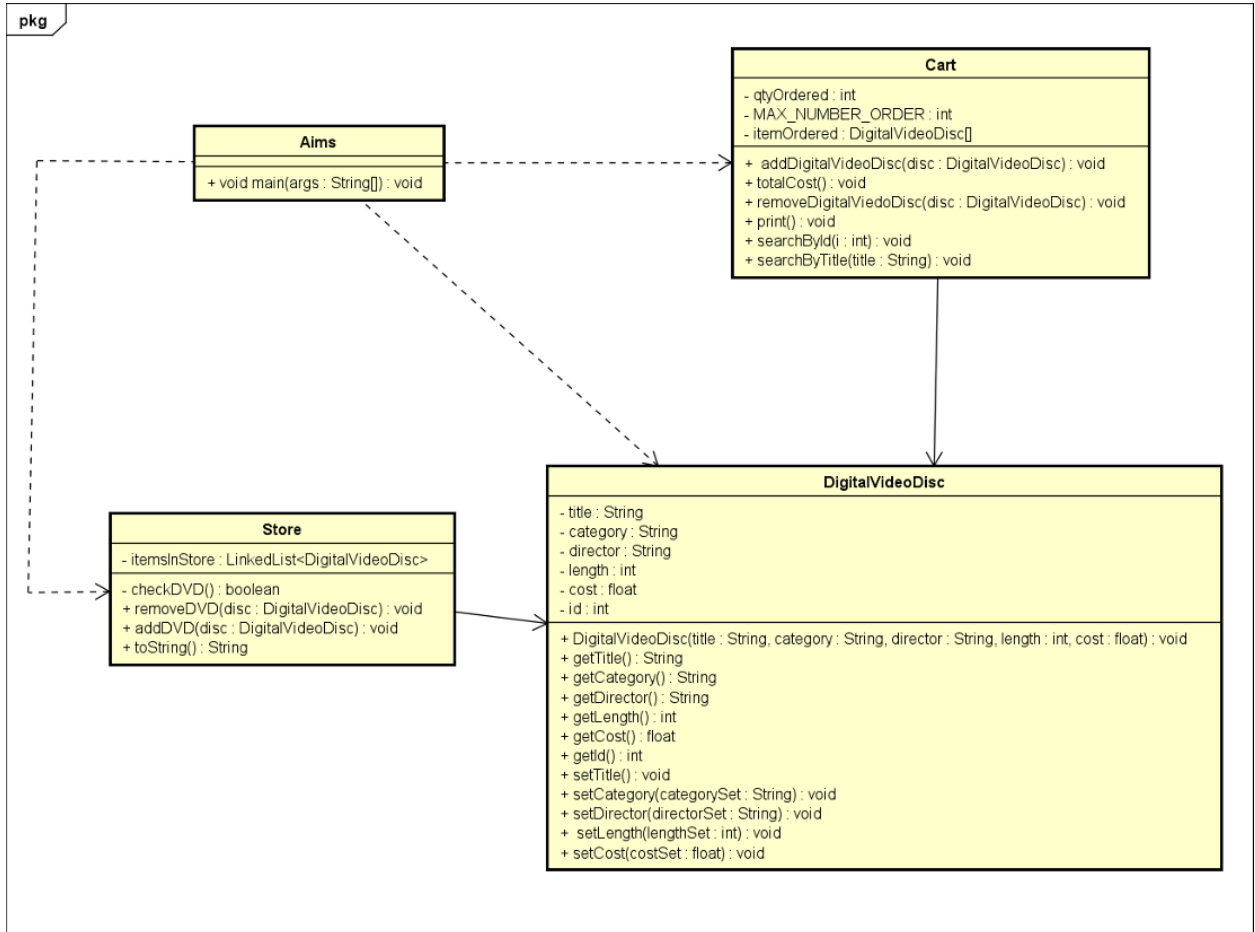 pkg
Cart
- qtyOrdered : int
- MAX_NUMBER_ORDER : int
- itemOrdered : DigitalVideoDisc[]
+ addDigitalVideoDisc(disc : DigitalVideoDisc) : void
+ totalCost() : void
+ removeDigitalViedoDisc(disc : DigitalVideoDisc) : void
+ print() : void
+ searchById(i : int) : void
+ searchByTitle(title : String) : void
Aims
+ void main(args : String[]) : void
DigitalVideoDisc
- title : String
- category : String
- director : String
- length : int
- cost : float
- id : int
+ DigitalVideoDisc(title : String, category : String, director : String, length : int, cost : float) : void
+ getTitle() : String
+ getCategory() : String
+ getDirector() : String
+ getLength() : int
+ getCost() : float
+ getId() : int
+ setTitle() : void
+ setCategory(categorySet : String) : void
+ setDirector(directorSet : String) : void
+ setLength(lengthSet : int) : void
+ setCost(costSet : float) : void
Store
- itemsInStore : LinkedList<DigitalVideoDisc>
- checkDVD() : boolean
+ removeDVD(disc : DigitalVideoDisc) : void
+ addDVD(disc : DigitalVideoDisc) : void
+ toString() : String